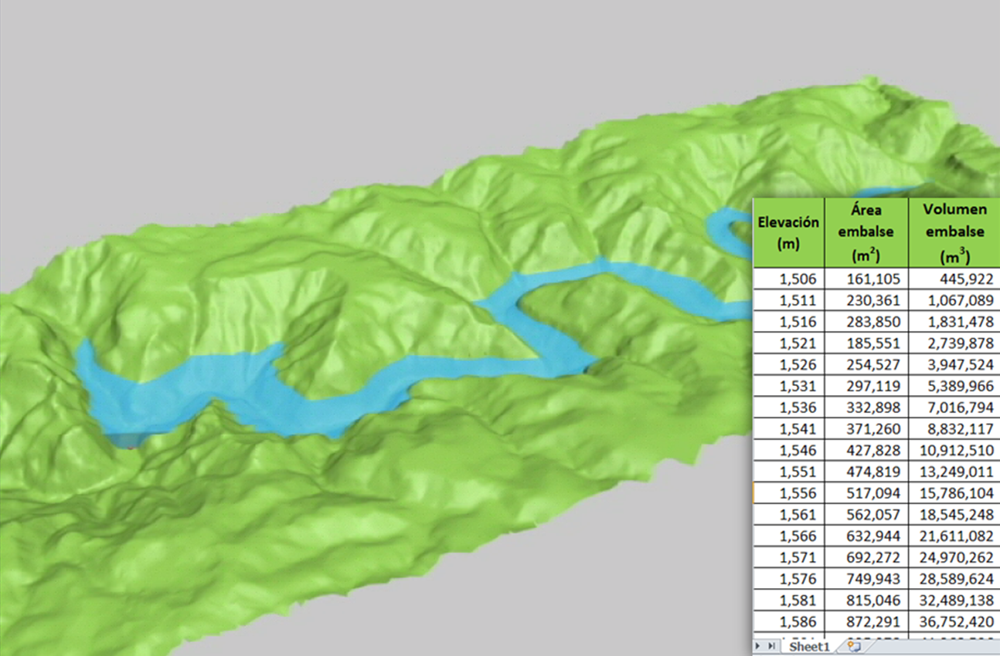 Elevación (m) Área embalse (m²) Volumen embalse (m³)
1,506 161,105 445,922
1,511 230,361 1,067,089
1,516 283,850 1,831,478
1,521 185,551 2,739,878
1,526 254,527 3,947,524
1,531 297,119 5,389,966
1,536 332,898 7,016,794
1,541 371,260 8,832,117
1,546 427,828 10,912,510
1,551 474,819 13,249,011
1,556 517,094 15,786,104
1,561 562,057 18,545,248
1,566 632,944 21,611,082
1,571 692,272 24,970,262
1,576 749,943 28,589,624
1,581 815,046 32,489,138
1,586 872,291 36,752,420
Sheet1